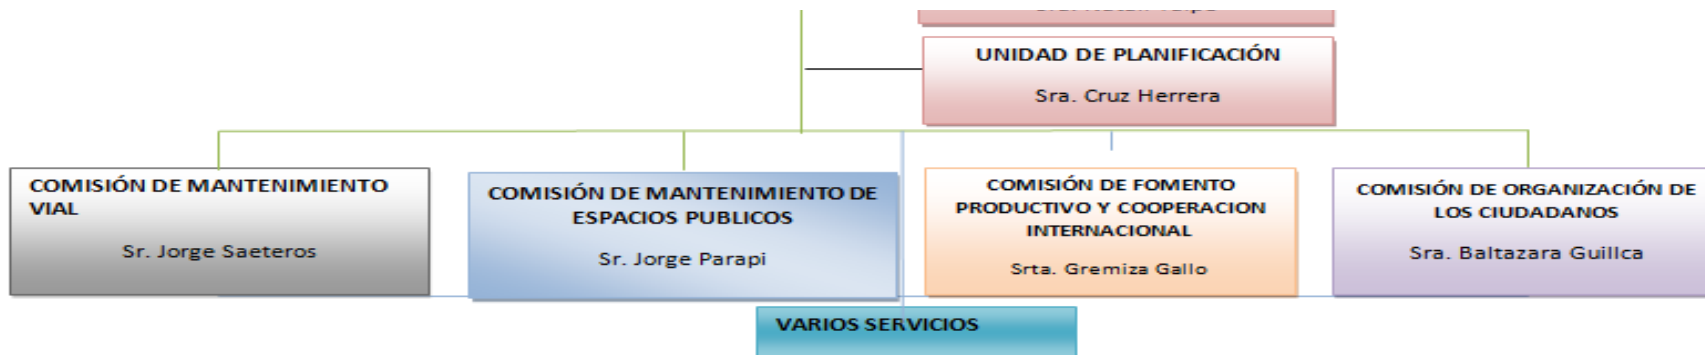 UNIDAD DE PLANIFICACIÓN
Sra. Cruz Herrera
COMISIÓN DE MANTENIMIENTO
VIAL
Sr. Jorge Saeteros
COMISIÓN DE MANTENIMIENTO DE
ESPACIOS PUBLICOS
Sr. Jorge Parapi
COMISIÓN DE FOMENTO
PRODUCTIVO Y COOPERACION
INTERNACIONAL
Srta. Gremiza Gallo
COMISIÓN DE ORGANIZACIÓN DE
LOS CIUDADANOS
Sra. Baltazara Guillca
VARIOS SERVICIOS